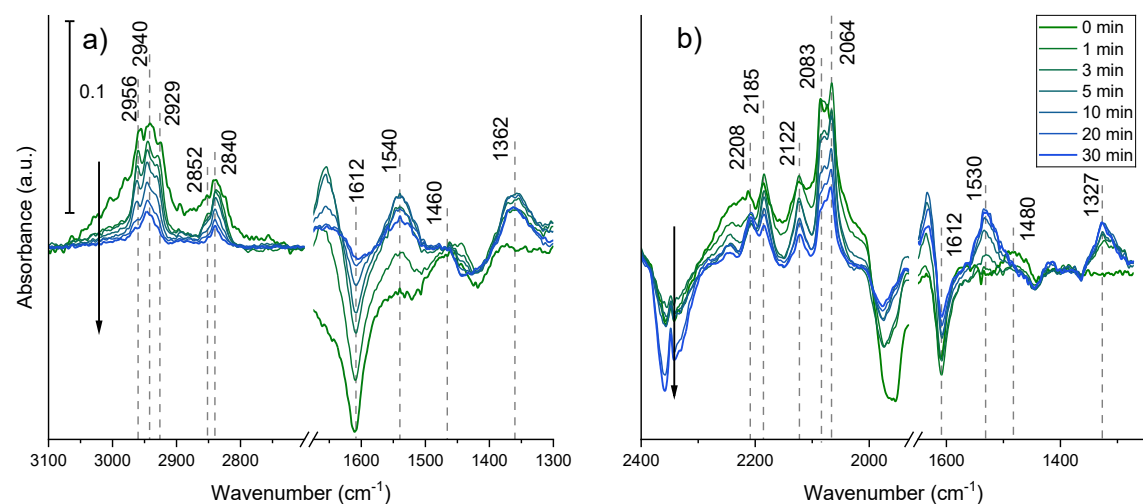 a)
2956
2940
2929
2852
2840
1612
1540
1460
1362
0.1
Absorbance (a.u.)
3100
3000
2900
2800
1600
1500
1400
1300
Wavenumber (cm-1)
b)
2208
2185
2122
2083
2064
1612
1530
1480
1327
0 min
1 min
3 min
5 min
10 min
20 min
30 min
2400
2200
2000
1600
1400
Wavenumber (cm-1)